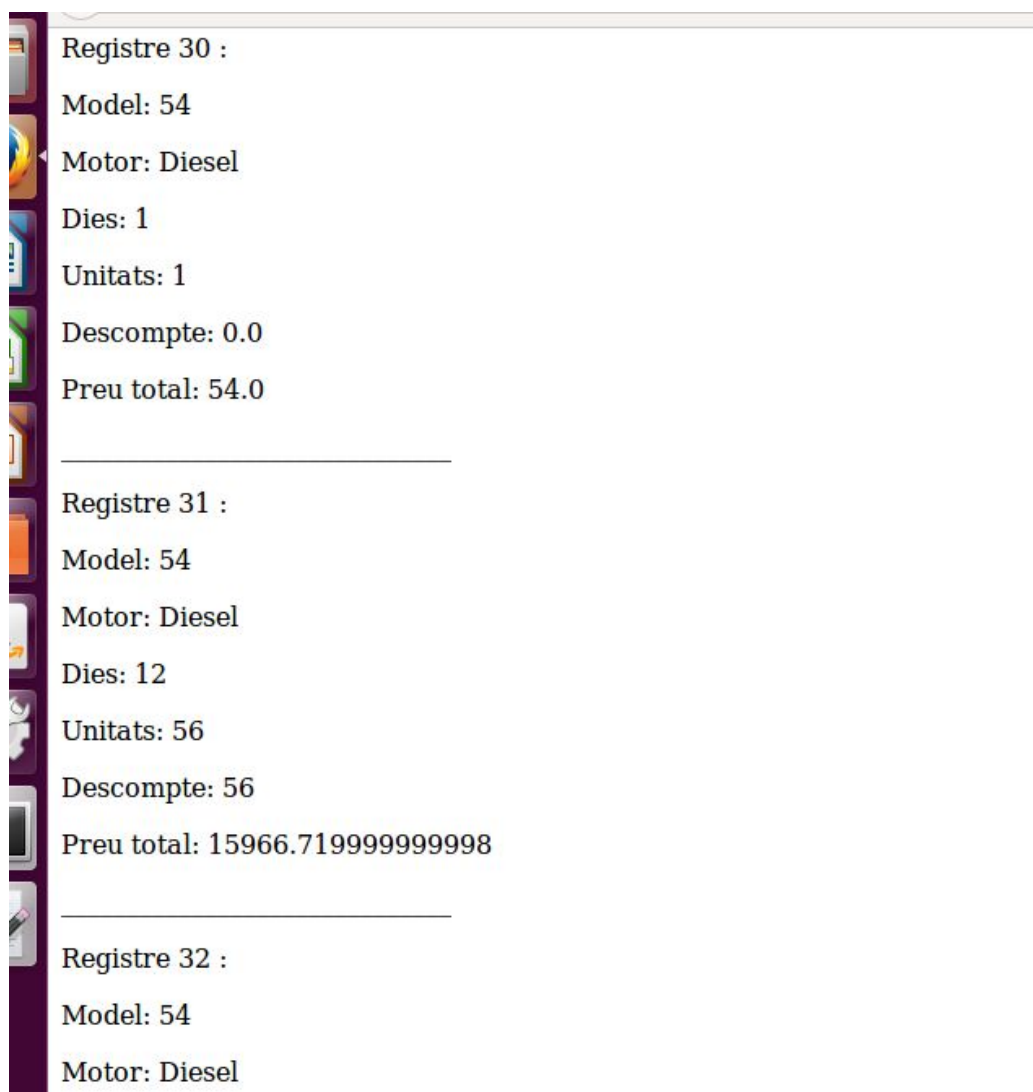 Registre 30 :
Model: 54
Motor: Diesel
Dies: 1
Unitats: 1
Descompte: 0.0
Preu total: 54.0
Registre 31 :
Model: 54
Motor: Diesel
Dies: 12
Unitats: 56
Descompte: 56
Preu total: 15966.719999999998
Registre 32 :
Model: 54
Motor: Diesel